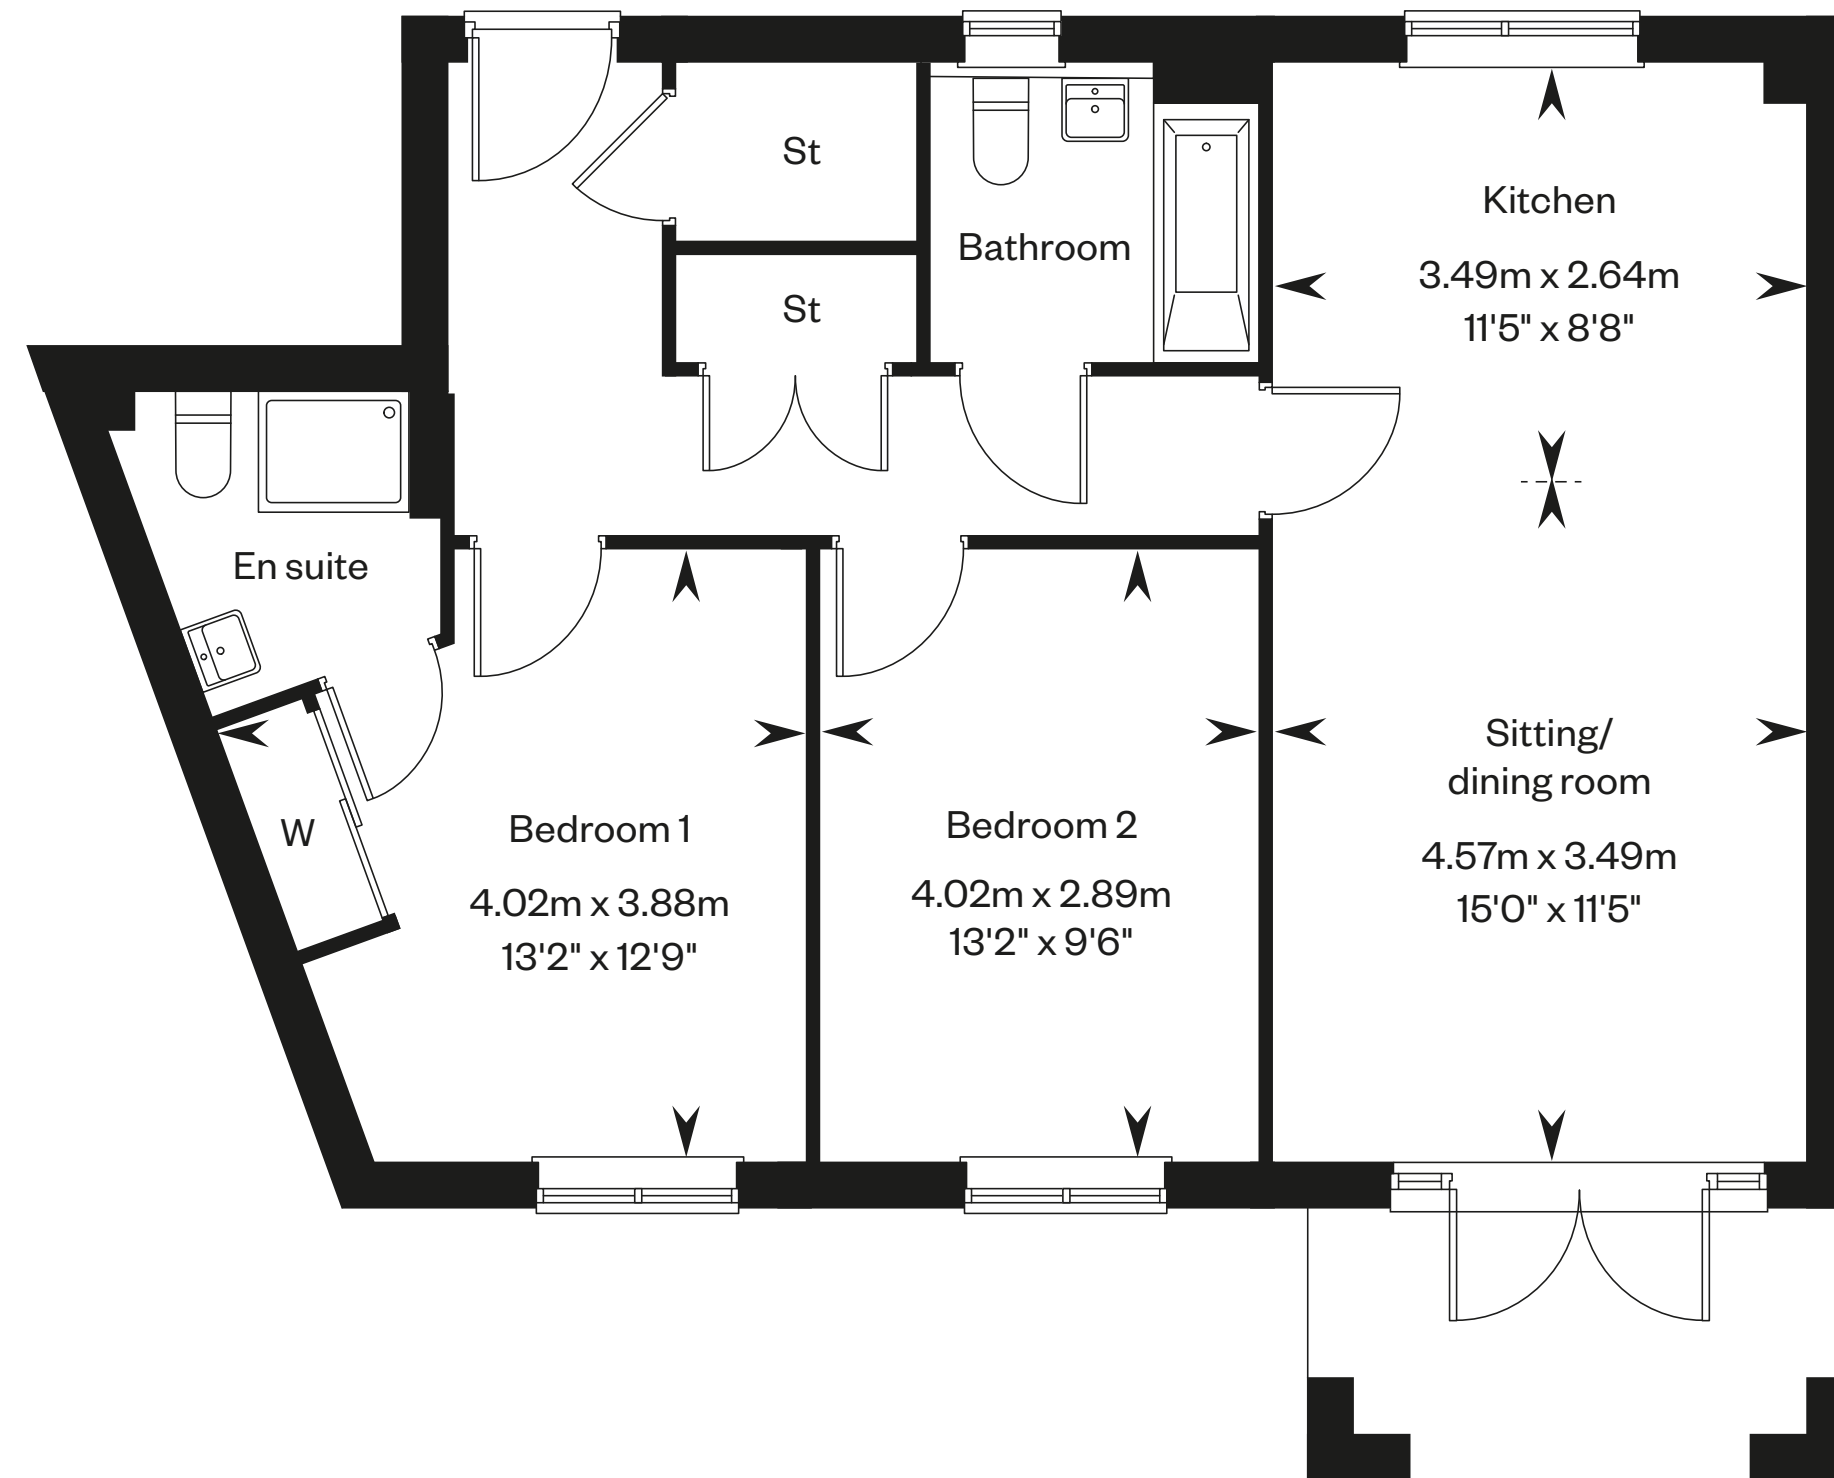 St
St
Bathroom
Kitchen
3.49m x 2.64m
11'5" x 8'8"
En suite
W
Bedroom 1
4.02m x 3.88m
13'2" x 12'9"
Bedroom 2
4.02m x 2.89m
13'2" x 9'6"
Sitting/
dining room
4.57m x 3.49m
15'0" x 11'5"